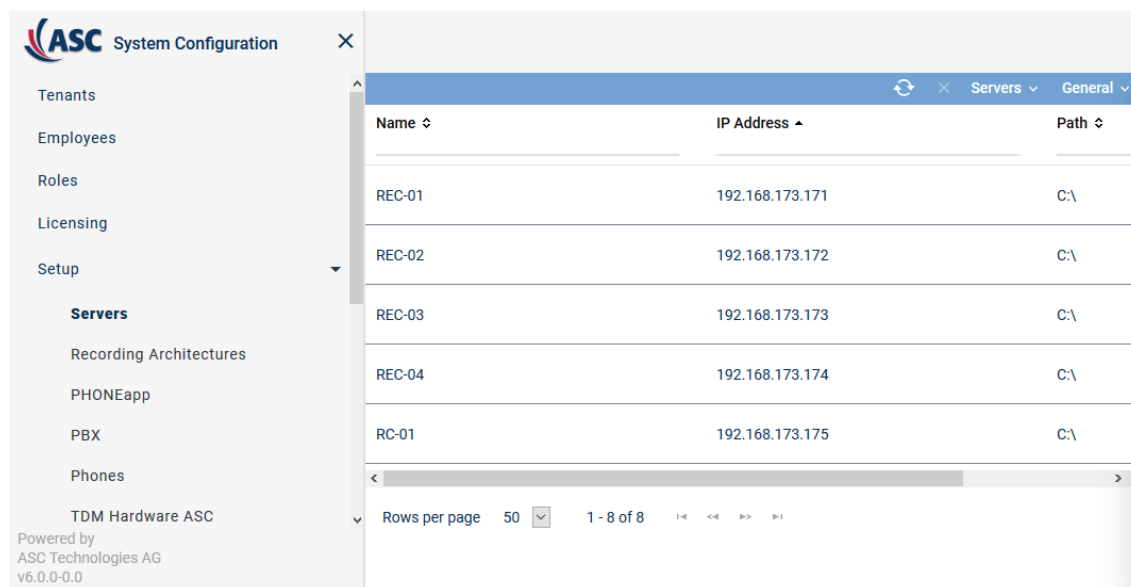 ASC System Configuration
Tenants
Employees
Roles
Licensing
Setup
Servers
Recording Architectures
PHONEapp
PBX
Phones
TDM Hardware ASC
Powered by
ASC Technologies AG
v6.0.0-0.0
Servers General
Name IP Address Path
REC-01 192.168.173.171 C:\
REC-02 192.168.173.172 C:\
REC-03 192.168.173.173 C:\
REC-04 192.168.173.174 C:\
RC-01 192.168.173.175 C:\
Rows per page 50 1 - 8 of 8